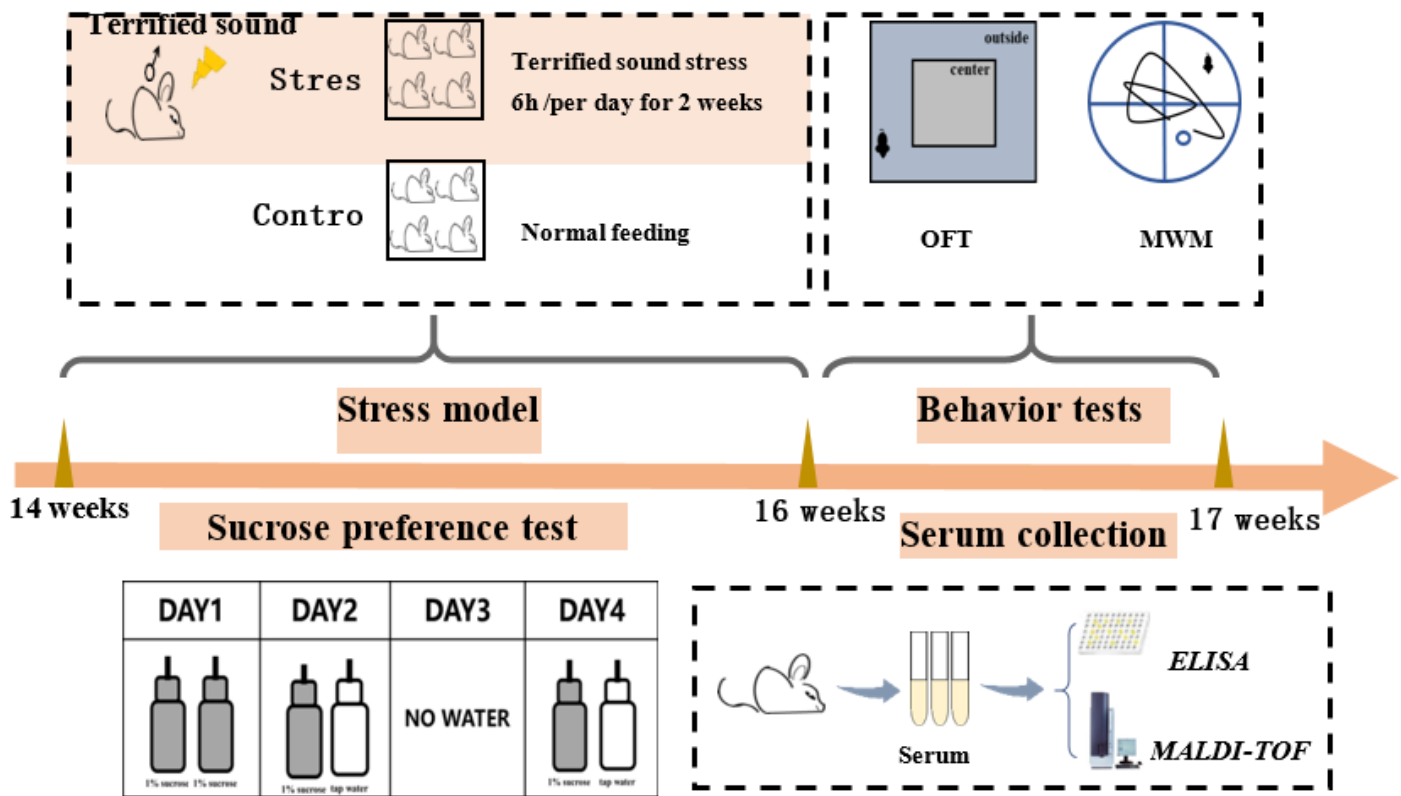 Terrified sound
Stres
Terrified sound stress
6h /per day for 2 weeks
Contro
Normal feeding
outside
center
OFT
MWM
Stress model
Behavior tests
14 weeks
16 weeks
17 weeks
Sucrose preference test
Serum collection
DAY1
DAY2
DAY3
DAY4
1% sucrose 1% sucrose
1% sucrose tap water
NO WATER
1% sucrose tap water
Serum
ELISA
MALDI-TOF